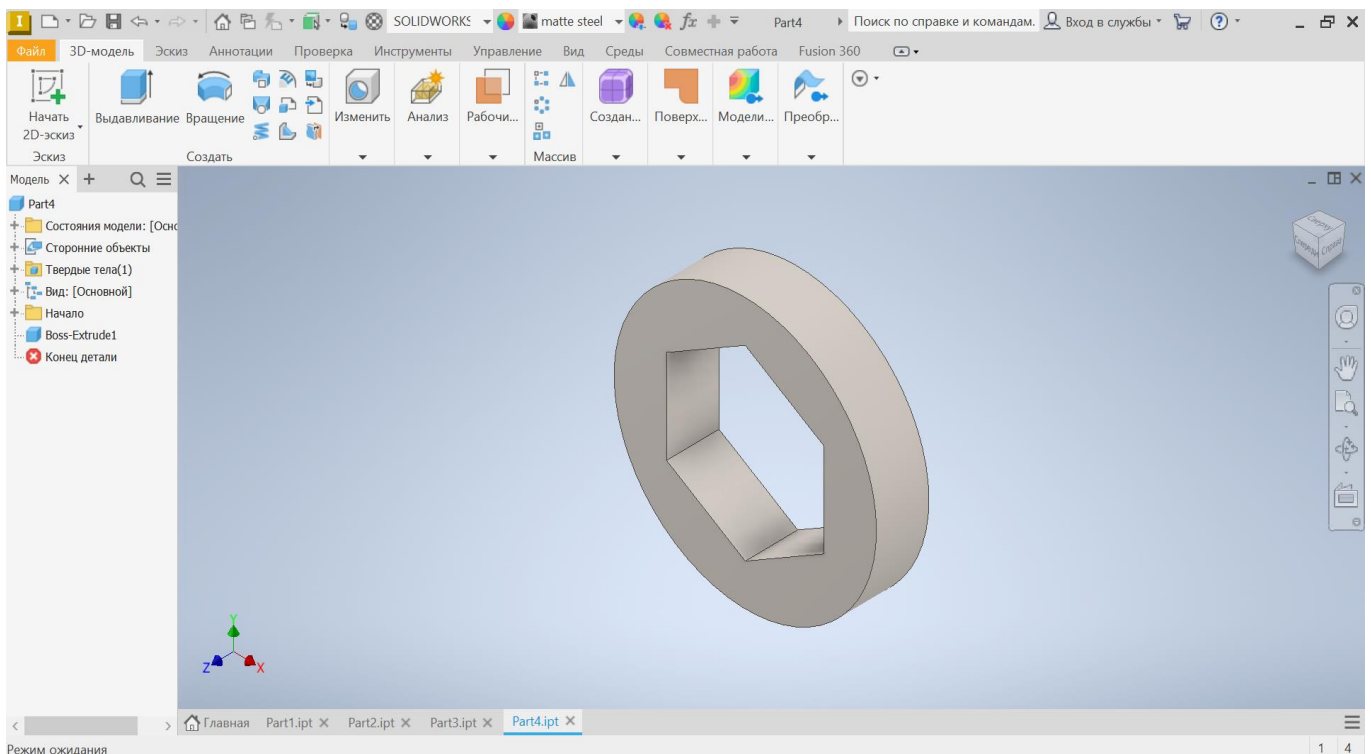 I SOLIDWORKS matte steel fx Part4 Поиск по справке и командам. Вход в службы
Файл 3D-модель Эскиз Аннотации Проверка Инструменты Управление Вид Среды Совместная работа Fusion 360
Начать 2D-эскиз
Выдавливание Вращение Изменить Анализ Рабочи... Создан... Поверх... Модели... Преобр...
Эскиз Создать Массив
Модель
Part4
Состояния модели: [Осно
Сторонние объекты
Твердые тела(1)
Вид: [Основной]
Начало
Boss-Extrude1
Конец детали
Y
Z X
Главная Part1.ipt Part2.ipt Part3.ipt Part4.ipt
Режим ожидания 1 4